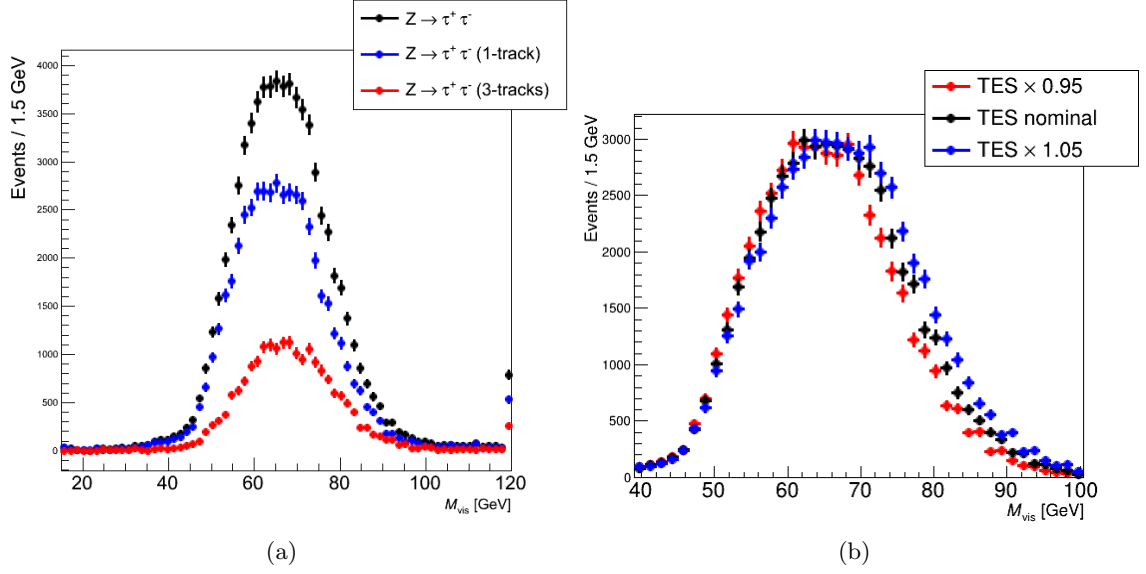 Z → τ⁺ τ⁻
Z → τ⁺ τ⁻ (1-track)
Z → τ⁺ τ⁻ (3-tracks)
Events / 1.5 GeV
4000
3500
3000
2500
2000
1500
1000
500
0
20 40 60 80 100 120
M_vis [GeV]
(a)
TES × 0.95
TES nominal
TES × 1.05
Events / 1.5 GeV
3000
2500
2000
1500
1000
500
0
40 50 60 70 80 90 100
M_vis [GeV]
(b)